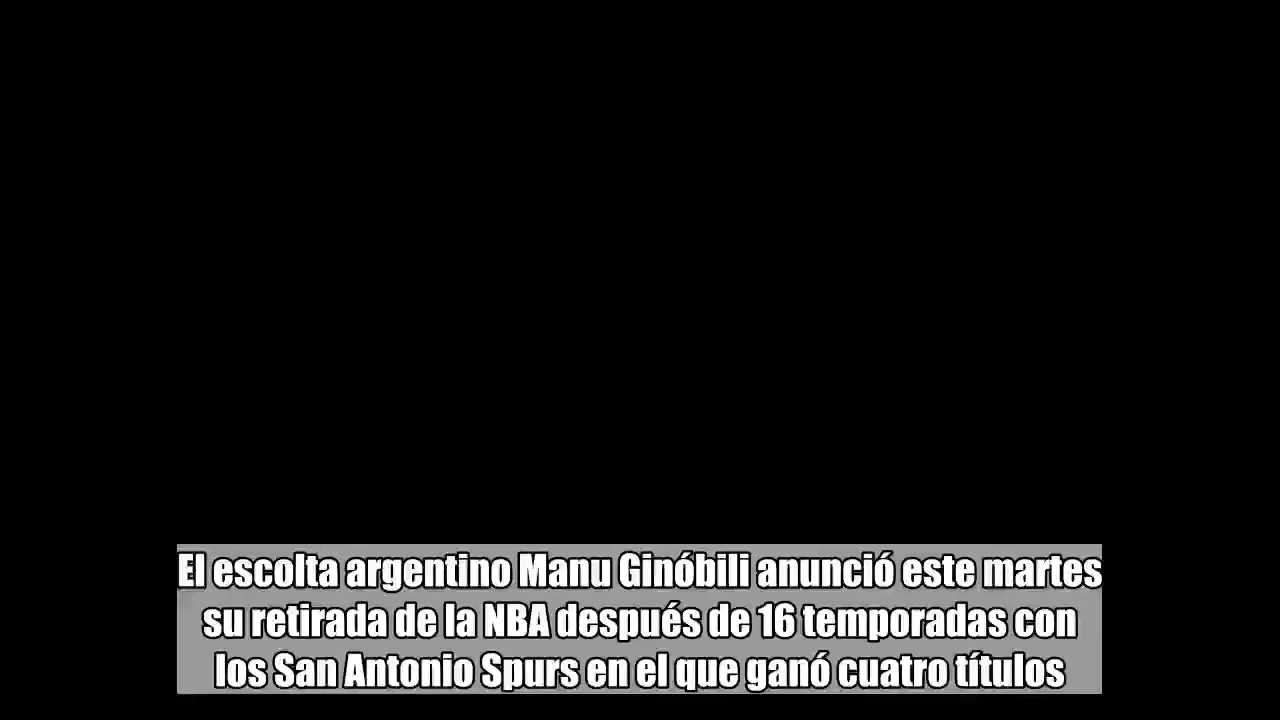 El escolta argentino Manu Ginóbili anunció este martes
su retirada de la NBA después de 16 temporadas con
los San Antonio Spurs en el que ganó cuatro títulos